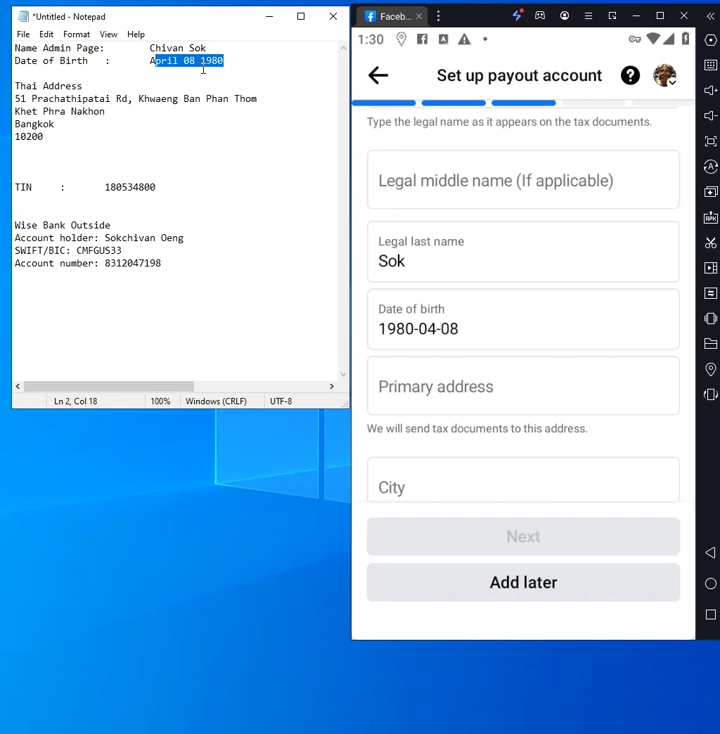 *Untitled - Notepad
File Edit Format View Help
Name Admin Page: Chivan Sok
Date of Birth : April 08 1980
Thai Address
51 Prachathipatai Rd, Khwaeng Ban Phan Thom
Khet Phra Nakhon
Bangkok
10200
TIN : 180534800
Wise Bank Outside
Account holder: Sokchivan Oeng
SWIFT/BIC: CMFGUS33
Account number: 8312047198
Ln 2, Col 18 100% Windows (CRLF) UTF-8
Faceb...
1:30
Set up payout account
Type the legal name as it appears on the tax documents.
Legal middle name (If applicable)
Legal last name
Sok
Date of birth
1980-04-08
Primary address
We will send tax documents to this address.
City
Next
Add later